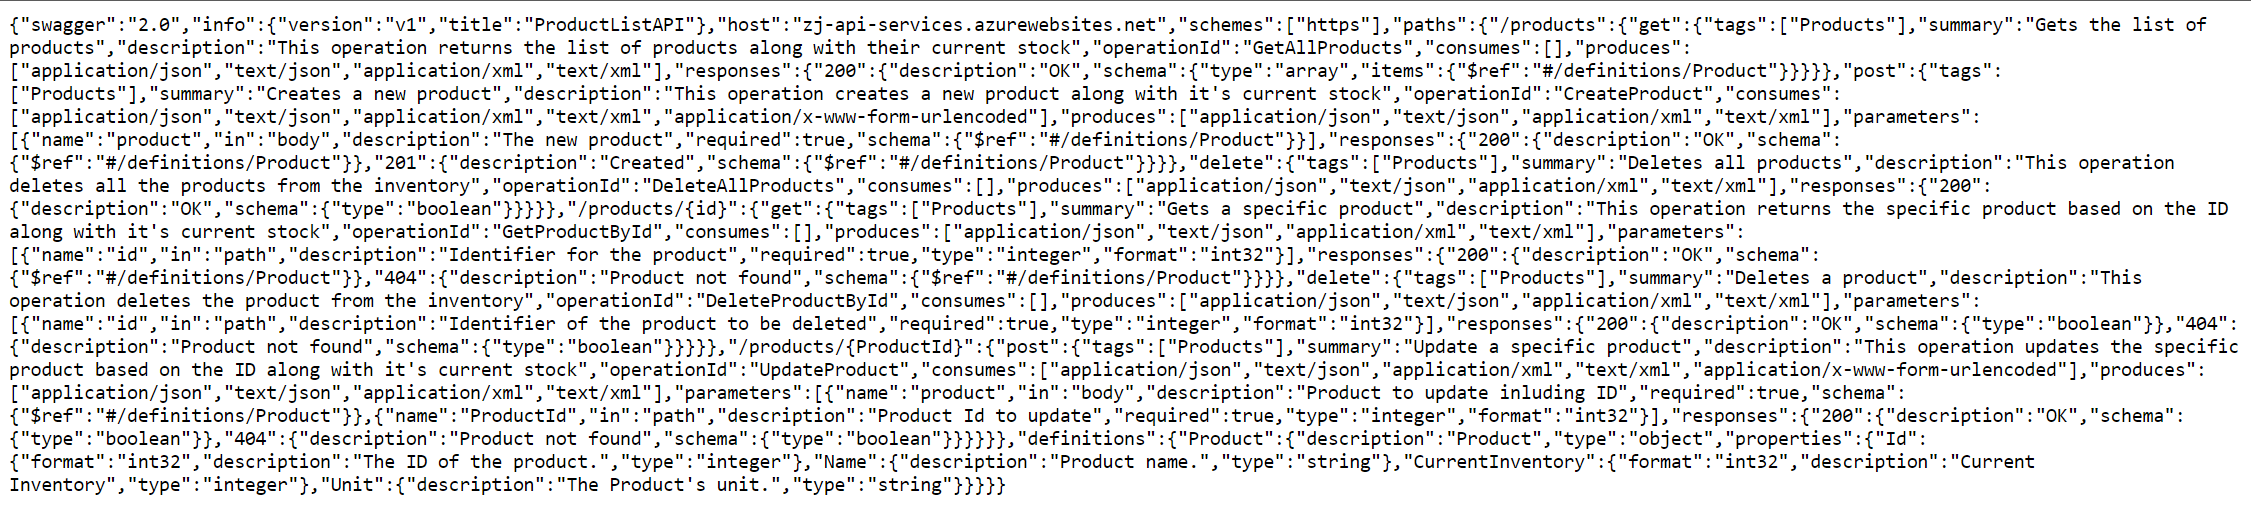 {"swagger":"2.0","info":{"version":"v1","title":"ProductListAPI"},"host":"zj-api-services.azurewebsites.net","schemes":["https"],"paths":{"/products":{"get":{"tags":["Products"],"summary":"Gets the list of
products","description":"This operation returns the list of products along with their current stock","operationId":"GetAllProducts","consumes":[],"produces":
["application/json","text/json","application/xml","text/xml"],"responses":{"200":{"description":"OK","schema":{"type":"array","items":{"$ref":"#/definitions/Product"}}}}},"post":{"tags":
["Products"],"summary":"Creates a new product","description":"This operation creates a new product along with it's current stock","operationId":"CreateProduct","consumes":
["application/json","text/json","application/xml","text/xml","application/x-www-form-urlencoded"],"produces":["application/json","text/json","application/xml","text/xml"],"parameters":
[{"name":"product","in":"body","description":"The new product","required":true,"schema":{"$ref":"#/definitions/Product"}}],"responses":{"200":{"description":"OK","schema":
{"$ref":"#/definitions/Product"}},"201":{"description":"Created","schema":{"$ref":"#/definitions/Product"}}}},"delete":{"tags":["Products"],"summary":"Deletes all products","description":"This operation
deletes all the products from the inventory","operationId":"DeleteAllProducts","consumes":[],"produces":["application/json","text/json","application/xml","text/xml"],"responses":{"200":
{"description":"OK","schema":{"type":"boolean"}}}}},"/products/{id}":{"get":{"tags":["Products"],"summary":"Gets a specific product","description":"This operation returns the specific product based on the ID
along with it's current stock","operationId":"GetProductById","consumes":[],"produces":["application/json","text/json","application/xml","text/xml"],"parameters":
[{"name":"id","in":"path","description":"Identifier for the product","required":true,"type":"integer","format":"int32"}],"responses":{"200":{"description":"OK","schema":
{"$ref":"#/definitions/Product"}},"404":{"description":"Product not found","schema":{"$ref":"#/definitions/Product"}}}},"delete":{"tags":["Products"],"summary":"Deletes a product","description":"This
operation deletes the product from the inventory","operationId":"DeleteProductById","consumes":[],"produces":["application/json","text/json","application/xml","text/xml"],"parameters":
[{"name":"id","in":"path","description":"Identifier of the product to be deleted","required":true,"type":"integer","format":"int32"}],"responses":{"200":{"description":"OK","schema":{"type":"boolean"}},"404":
{"description":"Product not found","schema":{"type":"boolean"}}}}},"/products/{ProductId}":{"post":{"tags":["Products"],"summary":"Update a specific product","description":"This operation updates the specific
product based on the ID along with it's current stock","operationId":"UpdateProduct","consumes":["application/json","text/json","application/xml","text/xml","application/x-www-form-urlencoded"],"produces":
["application/json","text/json","application/xml","text/xml"],"parameters":[{"name":"product","in":"body","description":"Product to update inluding ID","required":true,"schema":
{"$ref":"#/definitions/Product"}},{"name":"ProductId","in":"path","description":"Product Id to update","required":true,"type":"integer","format":"int32"}],"responses":{"200":{"description":"OK","schema":
{"type":"boolean"}},"404":{"description":"Product not found","schema":{"type":"boolean"}}}}}},"definitions":{"Product":{"description":"Product","type":"object","properties":{"Id":
{"format":"int32","description":"The ID of the product.","type":"integer"},"Name":{"description":"Product name.","type":"string"},"CurrentInventory":{"format":"int32","description":"Current
Inventory","type":"integer"},"Unit":{"description":"The Product's unit.","type":"string"}}}}}